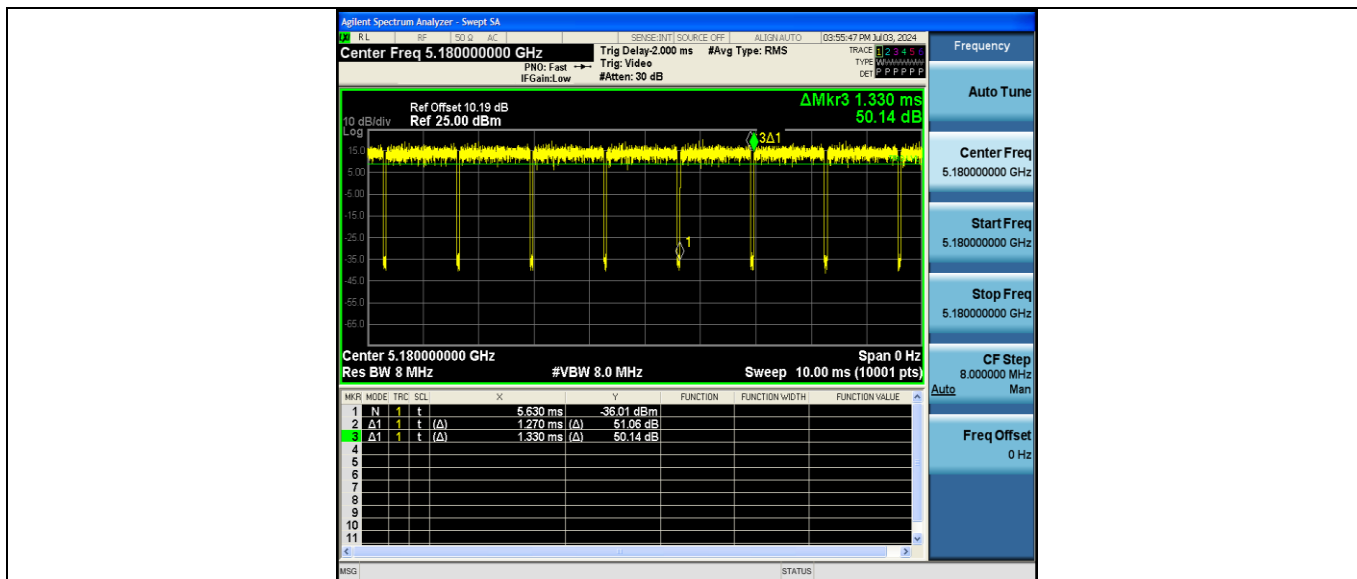 Agilent Spectrum Analyzer - Swept SA
LXI RL RF 50 Ω AC SENSE:INT SOURCE OFF ALIGNAUTO 03:55:47 PM Jul 03, 2024
Center Freq 5.180000000 GHz
PNO: Fast
IFGain:Low
Trig Delay-2.000 ms #Avg Type: RMS
Trig: Video
#Atten: 30 dB
TRACE 1 2 3 4 5 6
TYPE W
DET P P P P P P
ΔMkr3 1.330 ms
50.14 dB
Ref Offset 10.19 dB
10 dB/div Ref 25.00 dBm
Log
15.0
5.00
-5.00
-15.0
-25.0
-35.0
-45.0
-55.0
-65.0
3Δ1
1
Center 5.180000000 GHz Span 0 Hz
Res BW 8 MHz #VBW 8.0 MHz Sweep 10.00 ms (10001 pts)
MKR MODE TRC SCL X Y FUNCTION FUNCTION WIDTH FUNCTION VALUE
1 N 1 t 5.630 ms -36.01 dBm
2 Δ1 1 t (Δ) 1.270 ms (Δ) 51.06 dB
3 Δ1 1 t (Δ) 1.330 ms (Δ) 50.14 dB
4
5
6
7
8
9
10
11
MSG STATUS
Frequency
Auto Tune
Center Freq
5.180000000 GHz
Start Freq
5.180000000 GHz
Stop Freq
5.180000000 GHz
CF Step
8.000000 MHz
Auto Man
Freq Offset
0 Hz